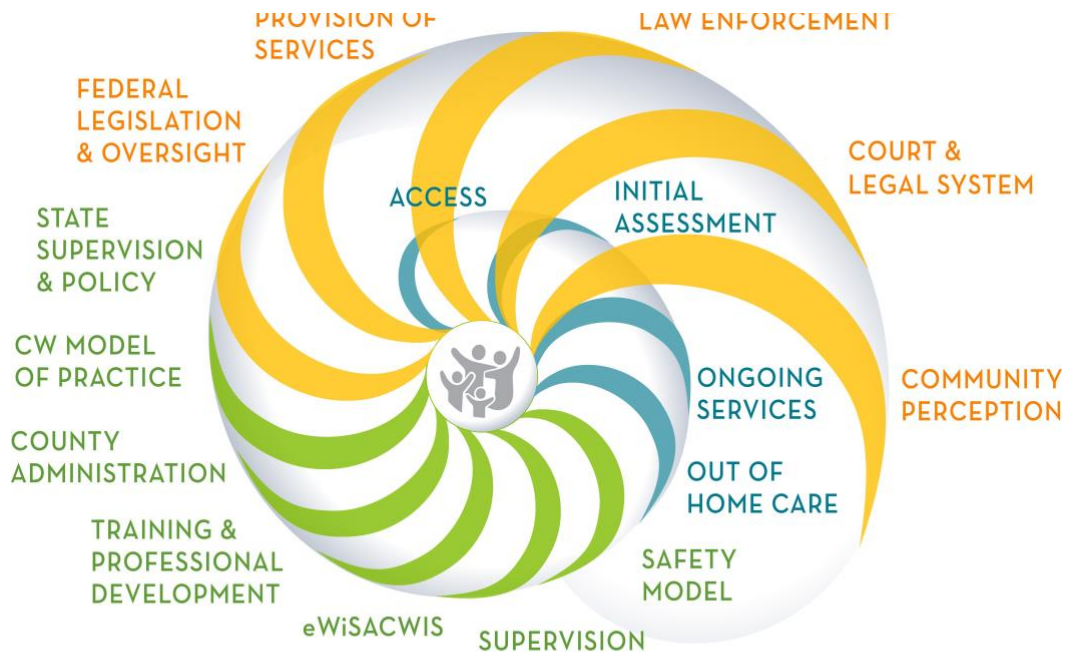 PROVISION OF
SERVICES
LAW ENFORCEMENT
FEDERAL
LEGISLATION
& OVERSIGHT
COURT &
LEGAL SYSTEM
ACCESS
INITIAL
ASSESSMENT
STATE
SUPERVISION
& POLICY
CW MODEL
OF PRACTICE
ONGOING
SERVICES
COMMUNITY
PERCEPTION
COUNTY
ADMINISTRATION
OUT OF
HOME CARE
TRAINING &
PROFESSIONAL
DEVELOPMENT
SAFETY
MODEL
eWiSACWIS
SUPERVISION